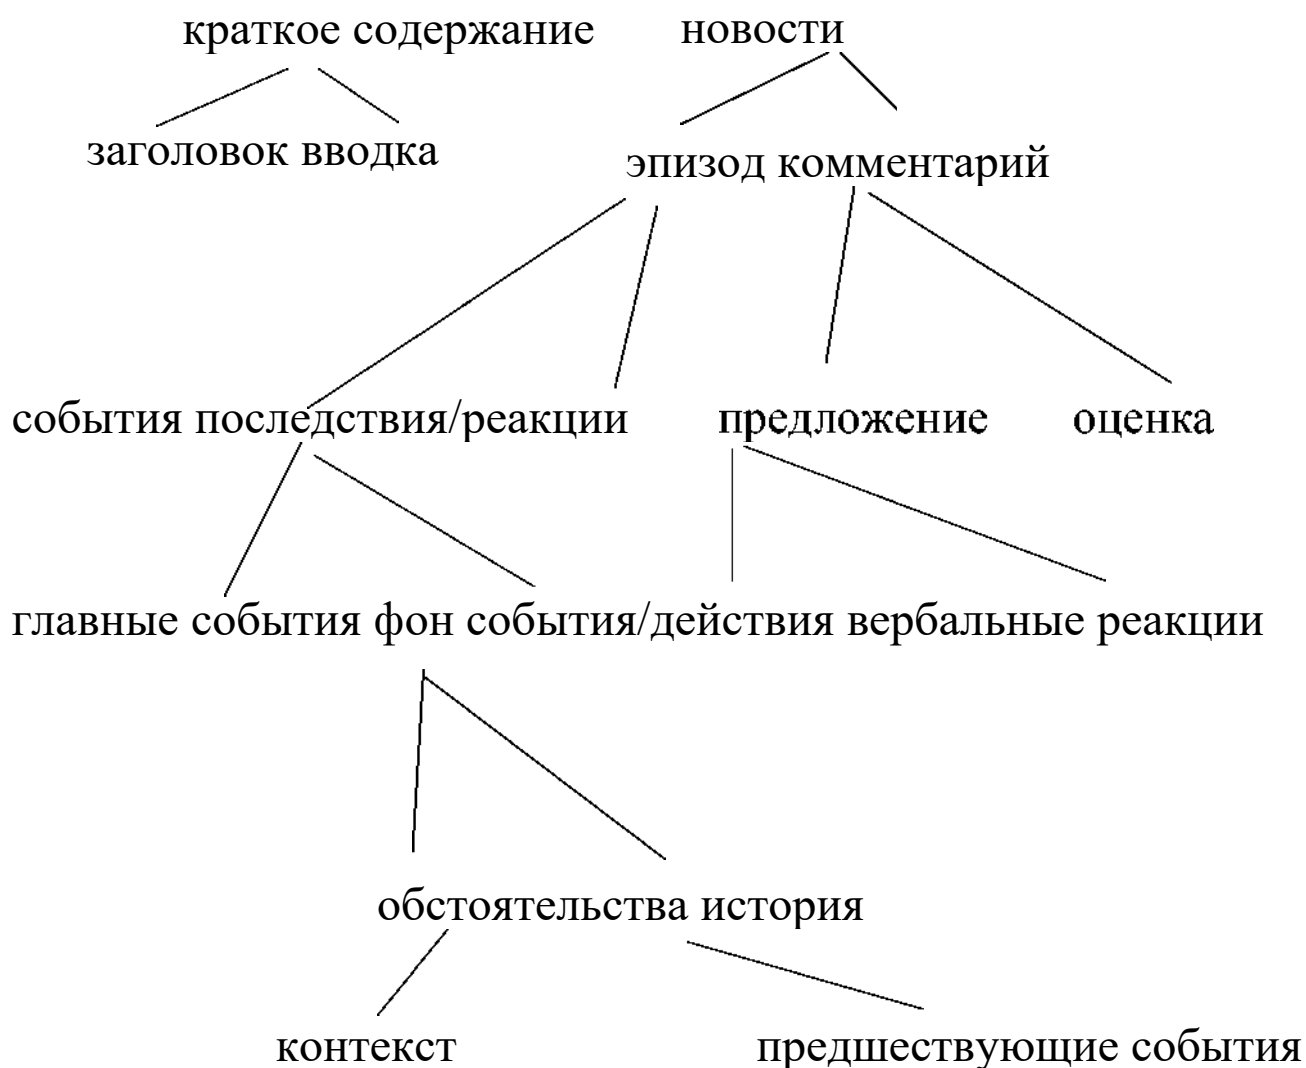 краткое содержание новости
заголовок вводка
эпизод комментарий
события последствия/реакции предложение оценка
главные события фон события/действия вербальные реакции
обстоятельства история
контекст предшествующие события